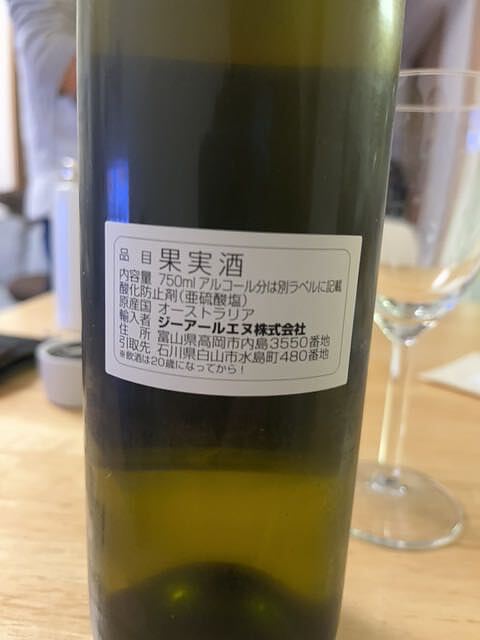 品目 果実酒
内容量 750ml アルコール分は別ラベルに記載
酸化防止剤(亜硫酸塩)
原産国 オーストラリア
輸入者 ジーアールエヌ株式会社
住所 富山県高岡市内島3550番地
引取先 石川県白山市水島町480番地
※飲酒は20歳になってから！